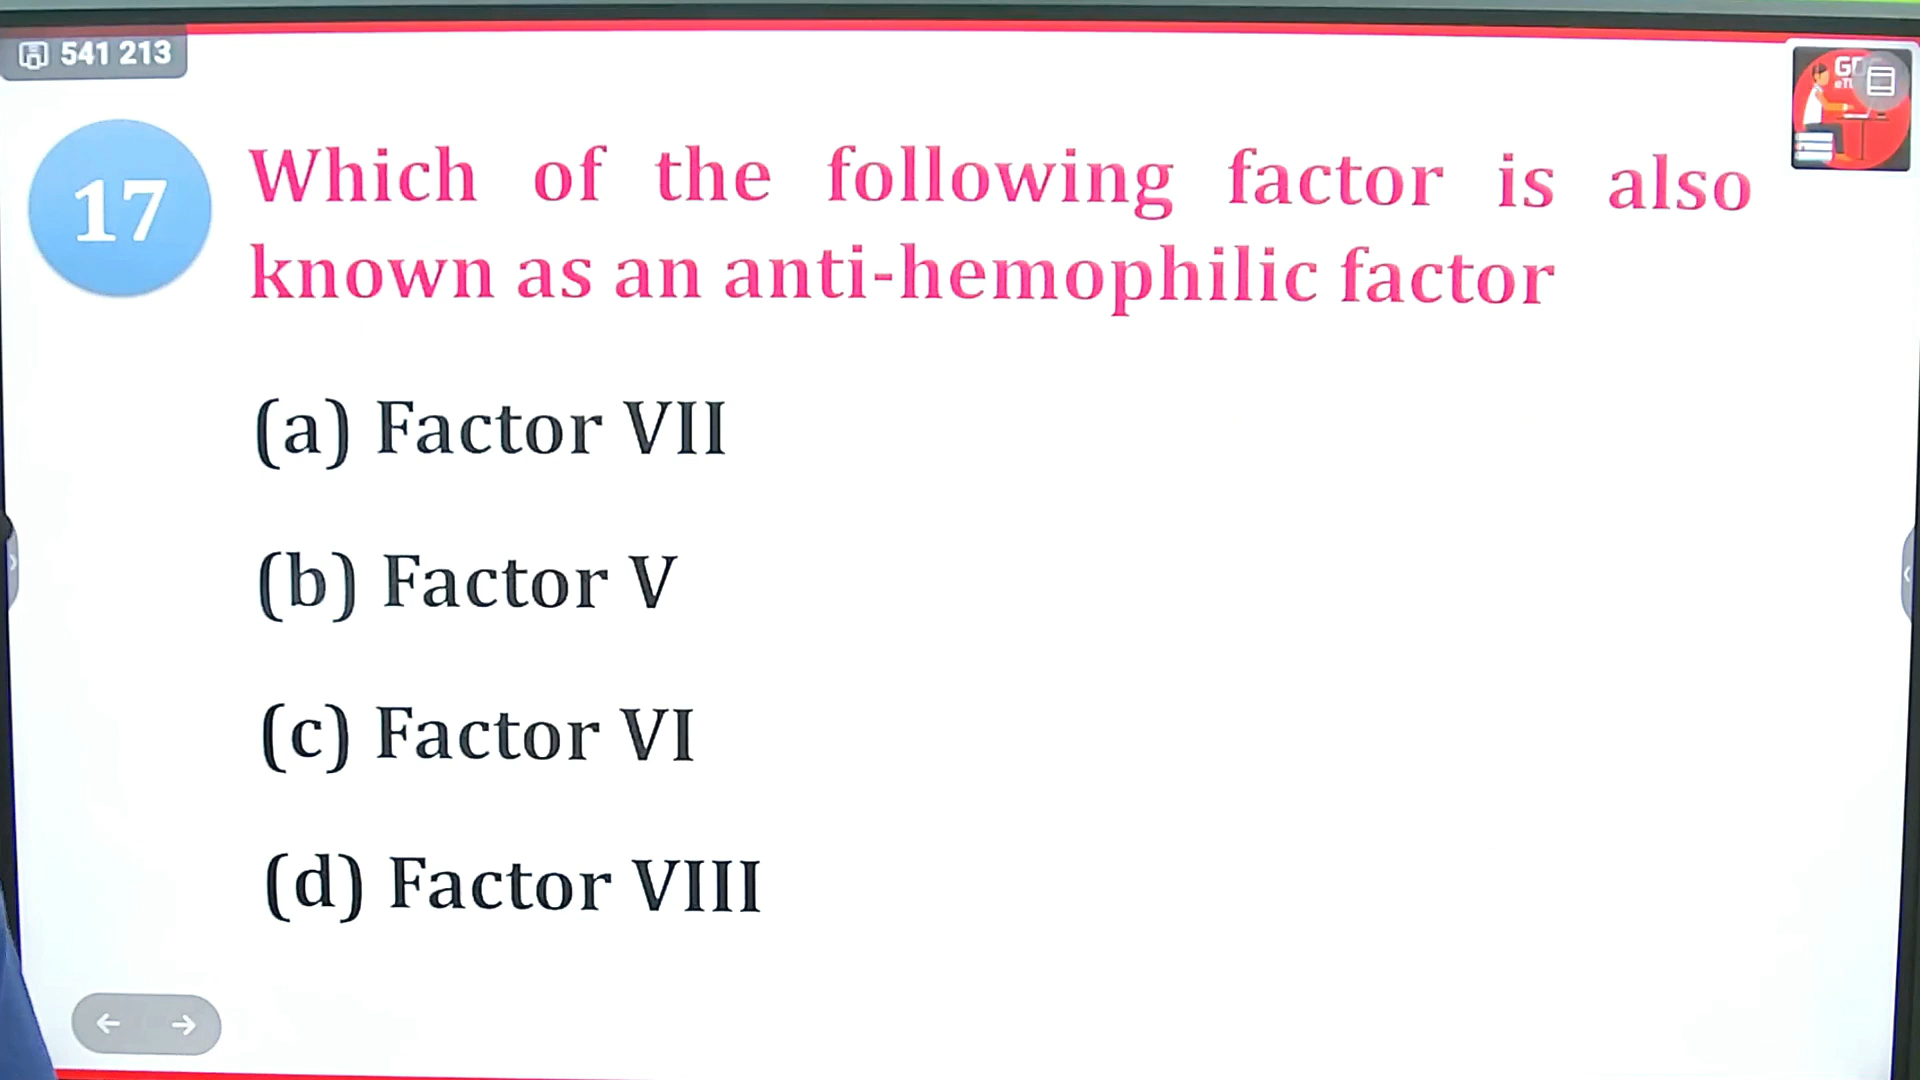 541 213
17
Which of the following factor is also
known as an anti-hemophilic factor
(a) Factor VII
(b) Factor V
(c) Factor VI
(d) Factor VIII